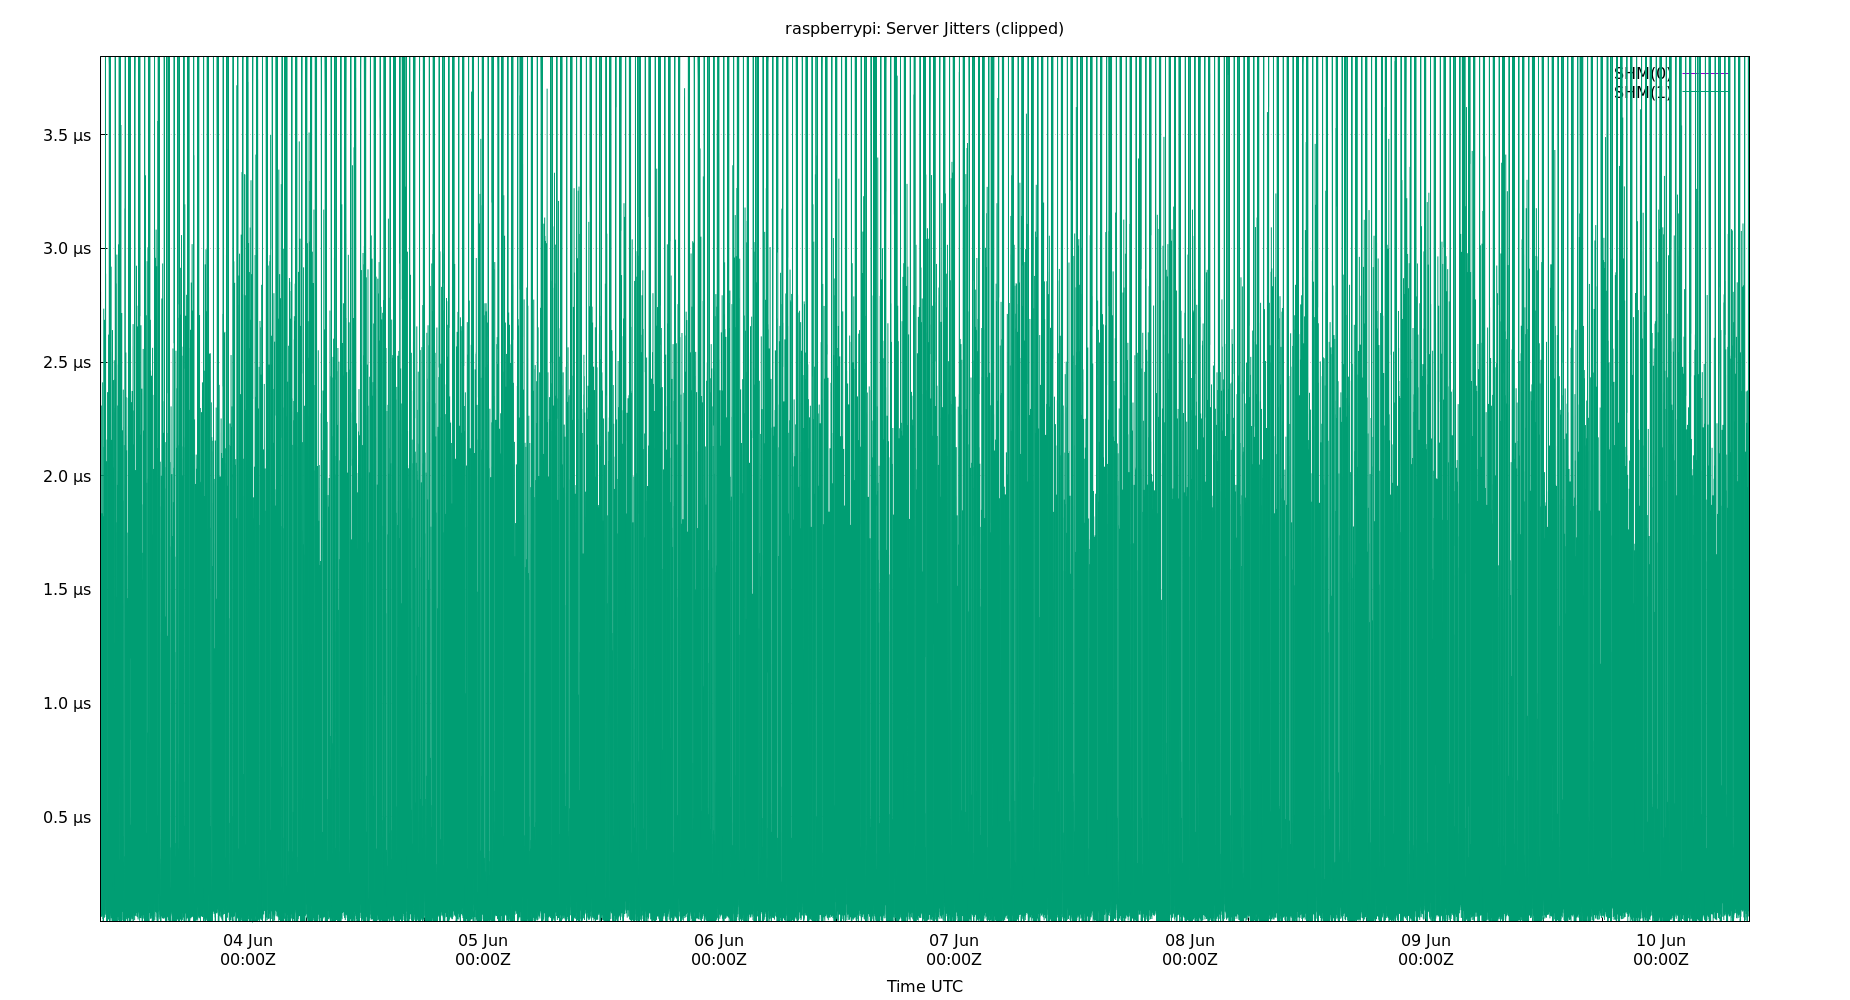 raspberrypi: Server Jitters (clipped)
SHM(0)
SHM(1)
3.5 µs
3.0 µs
2.5 µs
2.0 µs
1.5 µs
1.0 µs
0.5 µs
04 Jun 05 Jun 06 Jun 07 Jun 08 Jun 09 Jun 10 Jun
00:00Z 00:00Z 00:00Z 00:00Z 00:00Z 00:00Z 00:00Z
Time UTC